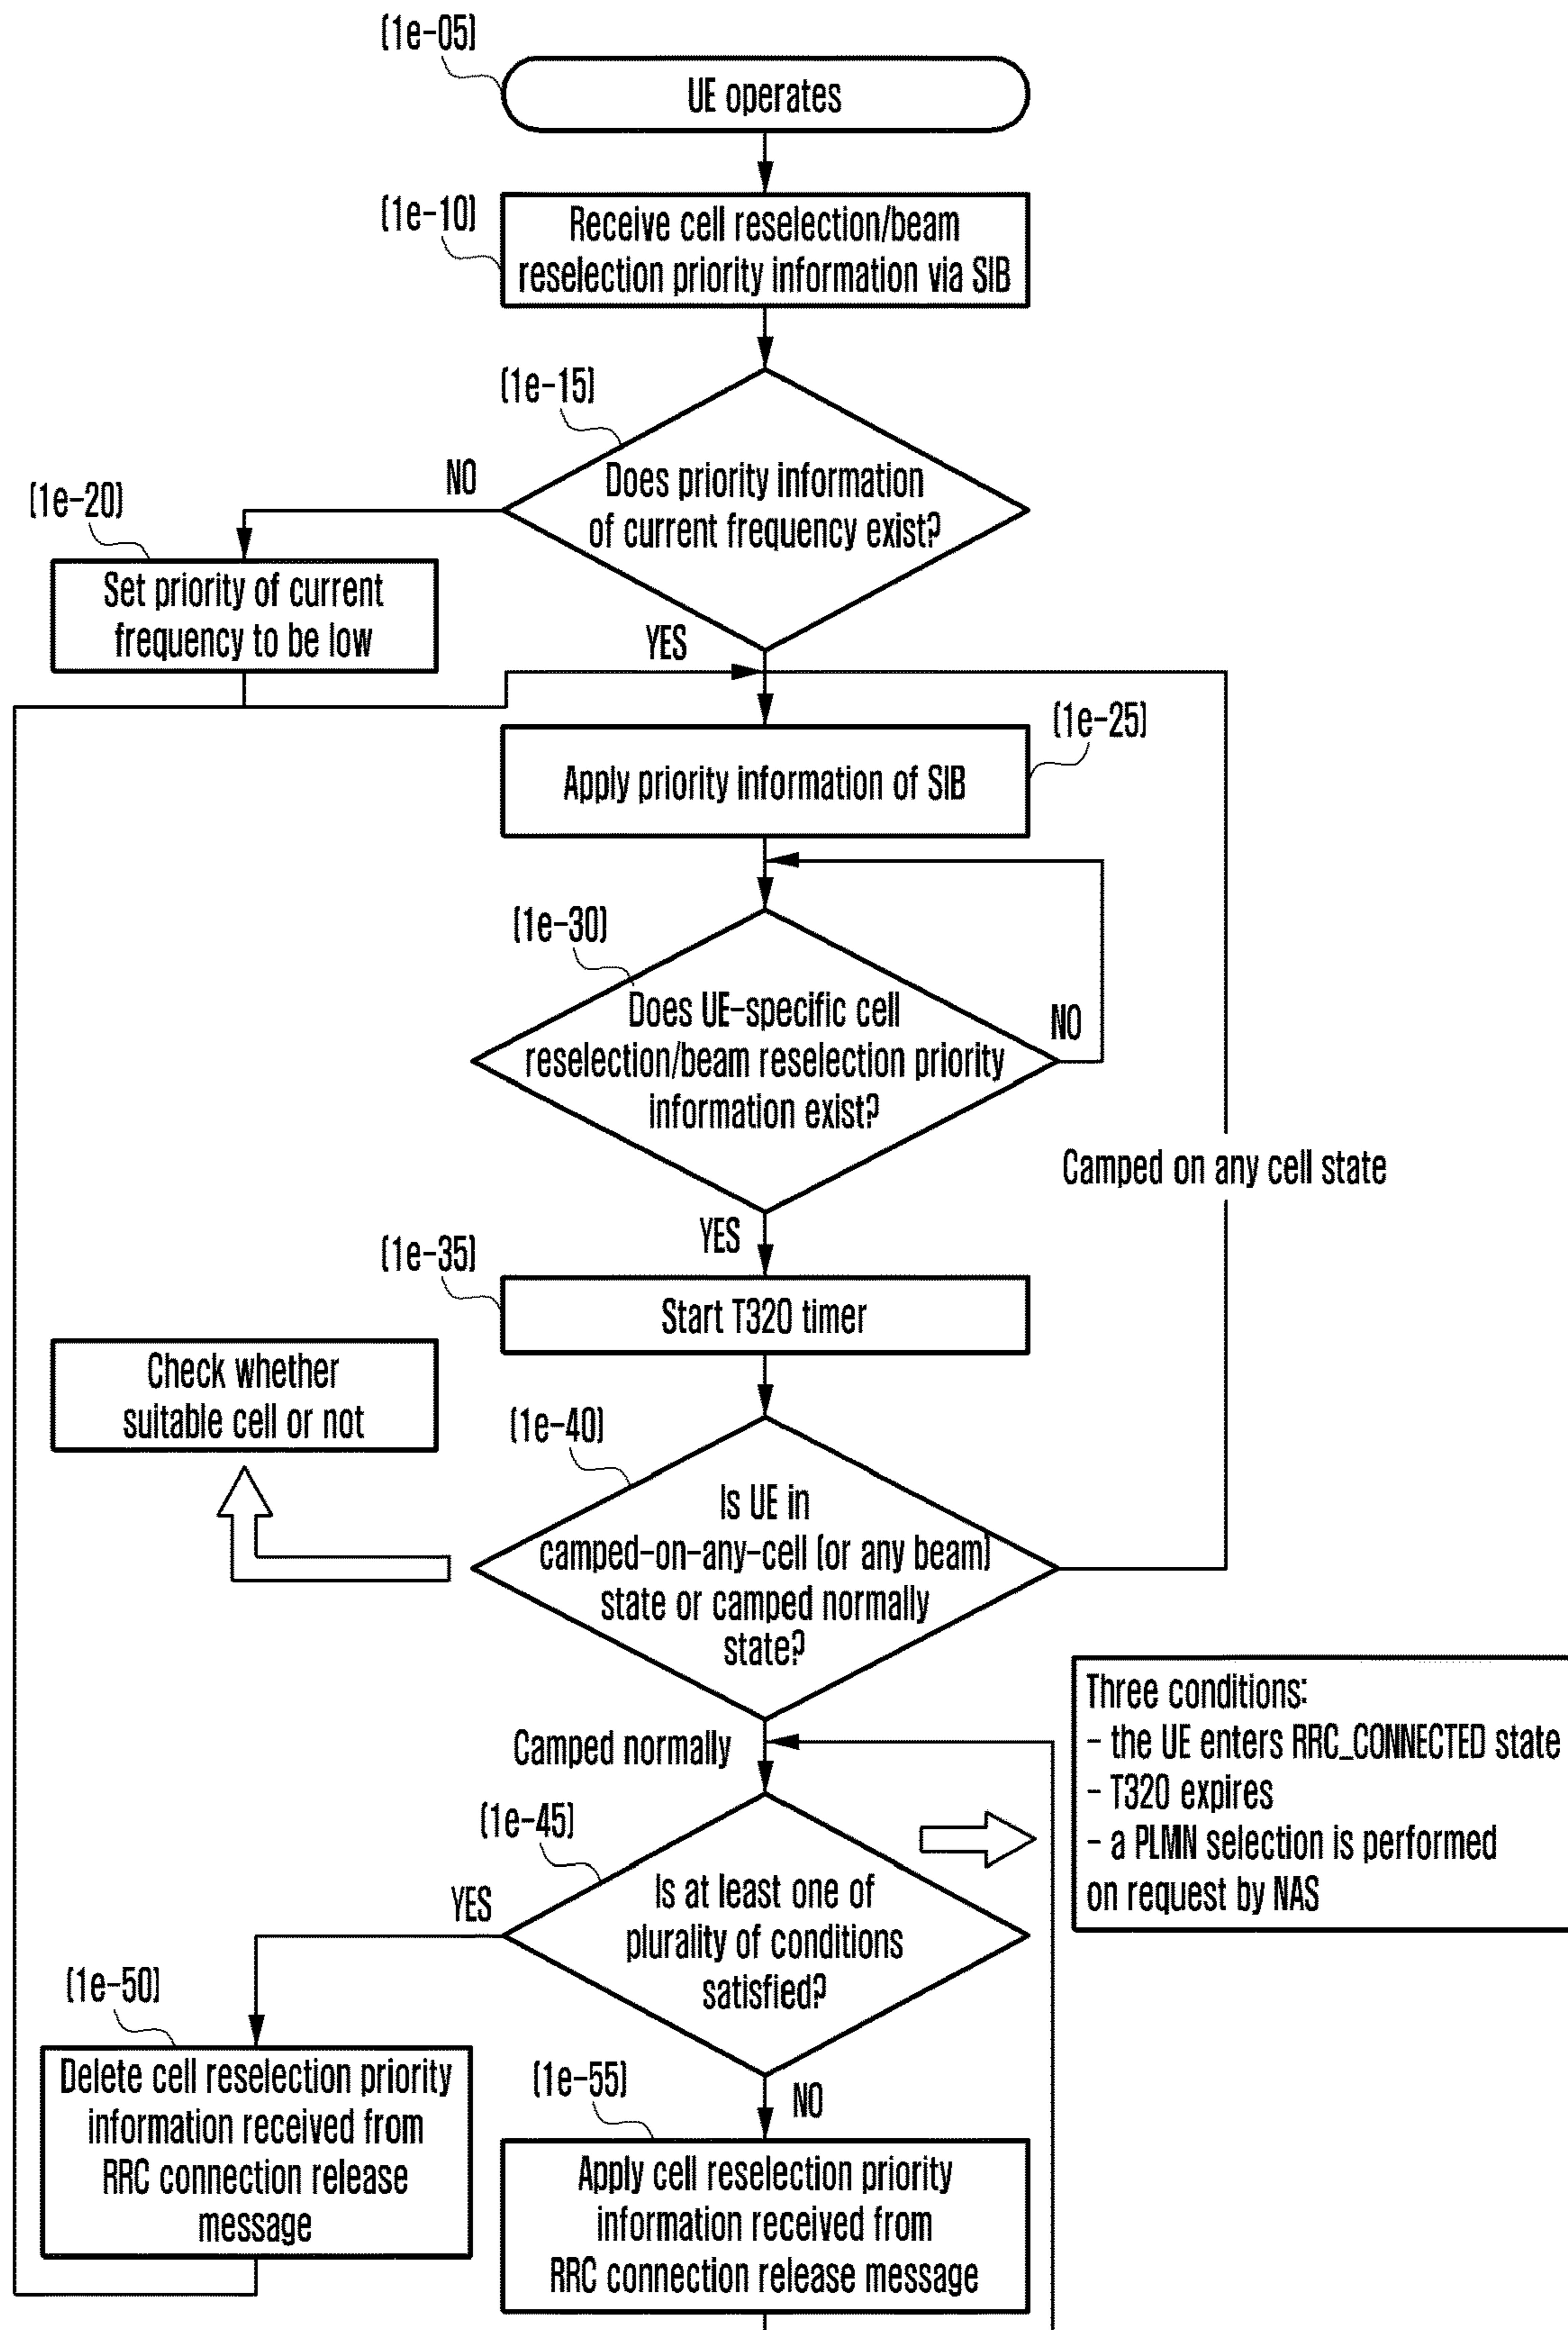 (1e-05)
UE operates
(1e-10)
Receive cell reselection/beam
reselection priority information via SIB
(1e-15)
Does priority information
of current frequency exist?
NO
(1e-20)
Set priority of current
frequency to be low
YES
(1e-25)
Apply priority information of SIB
(1e-30)
Does UE-specific cell
reselection/beam reselection priority
information exist?
NO
Camped on any cell state
YES
(1e-35)
Start T320 timer
Check whether
suitable cell or not
(1e-40)
Is UE in
camped-on-any-cell (or any beam)
state or camped normally
state?
Camped normally
Three conditions:
- the UE enters RRC_CONNECTED state
- T320 expires
- a PLMN selection is performed
on request by NAS
(1e-45)
Is at least one of
plurality of conditions
satisfied?
YES
(1e-50)
Delete cell reselection priority
information received from
RRC connection release
message
NO
(1e-55)
Apply cell reselection priority
information received from
RRC connection release message